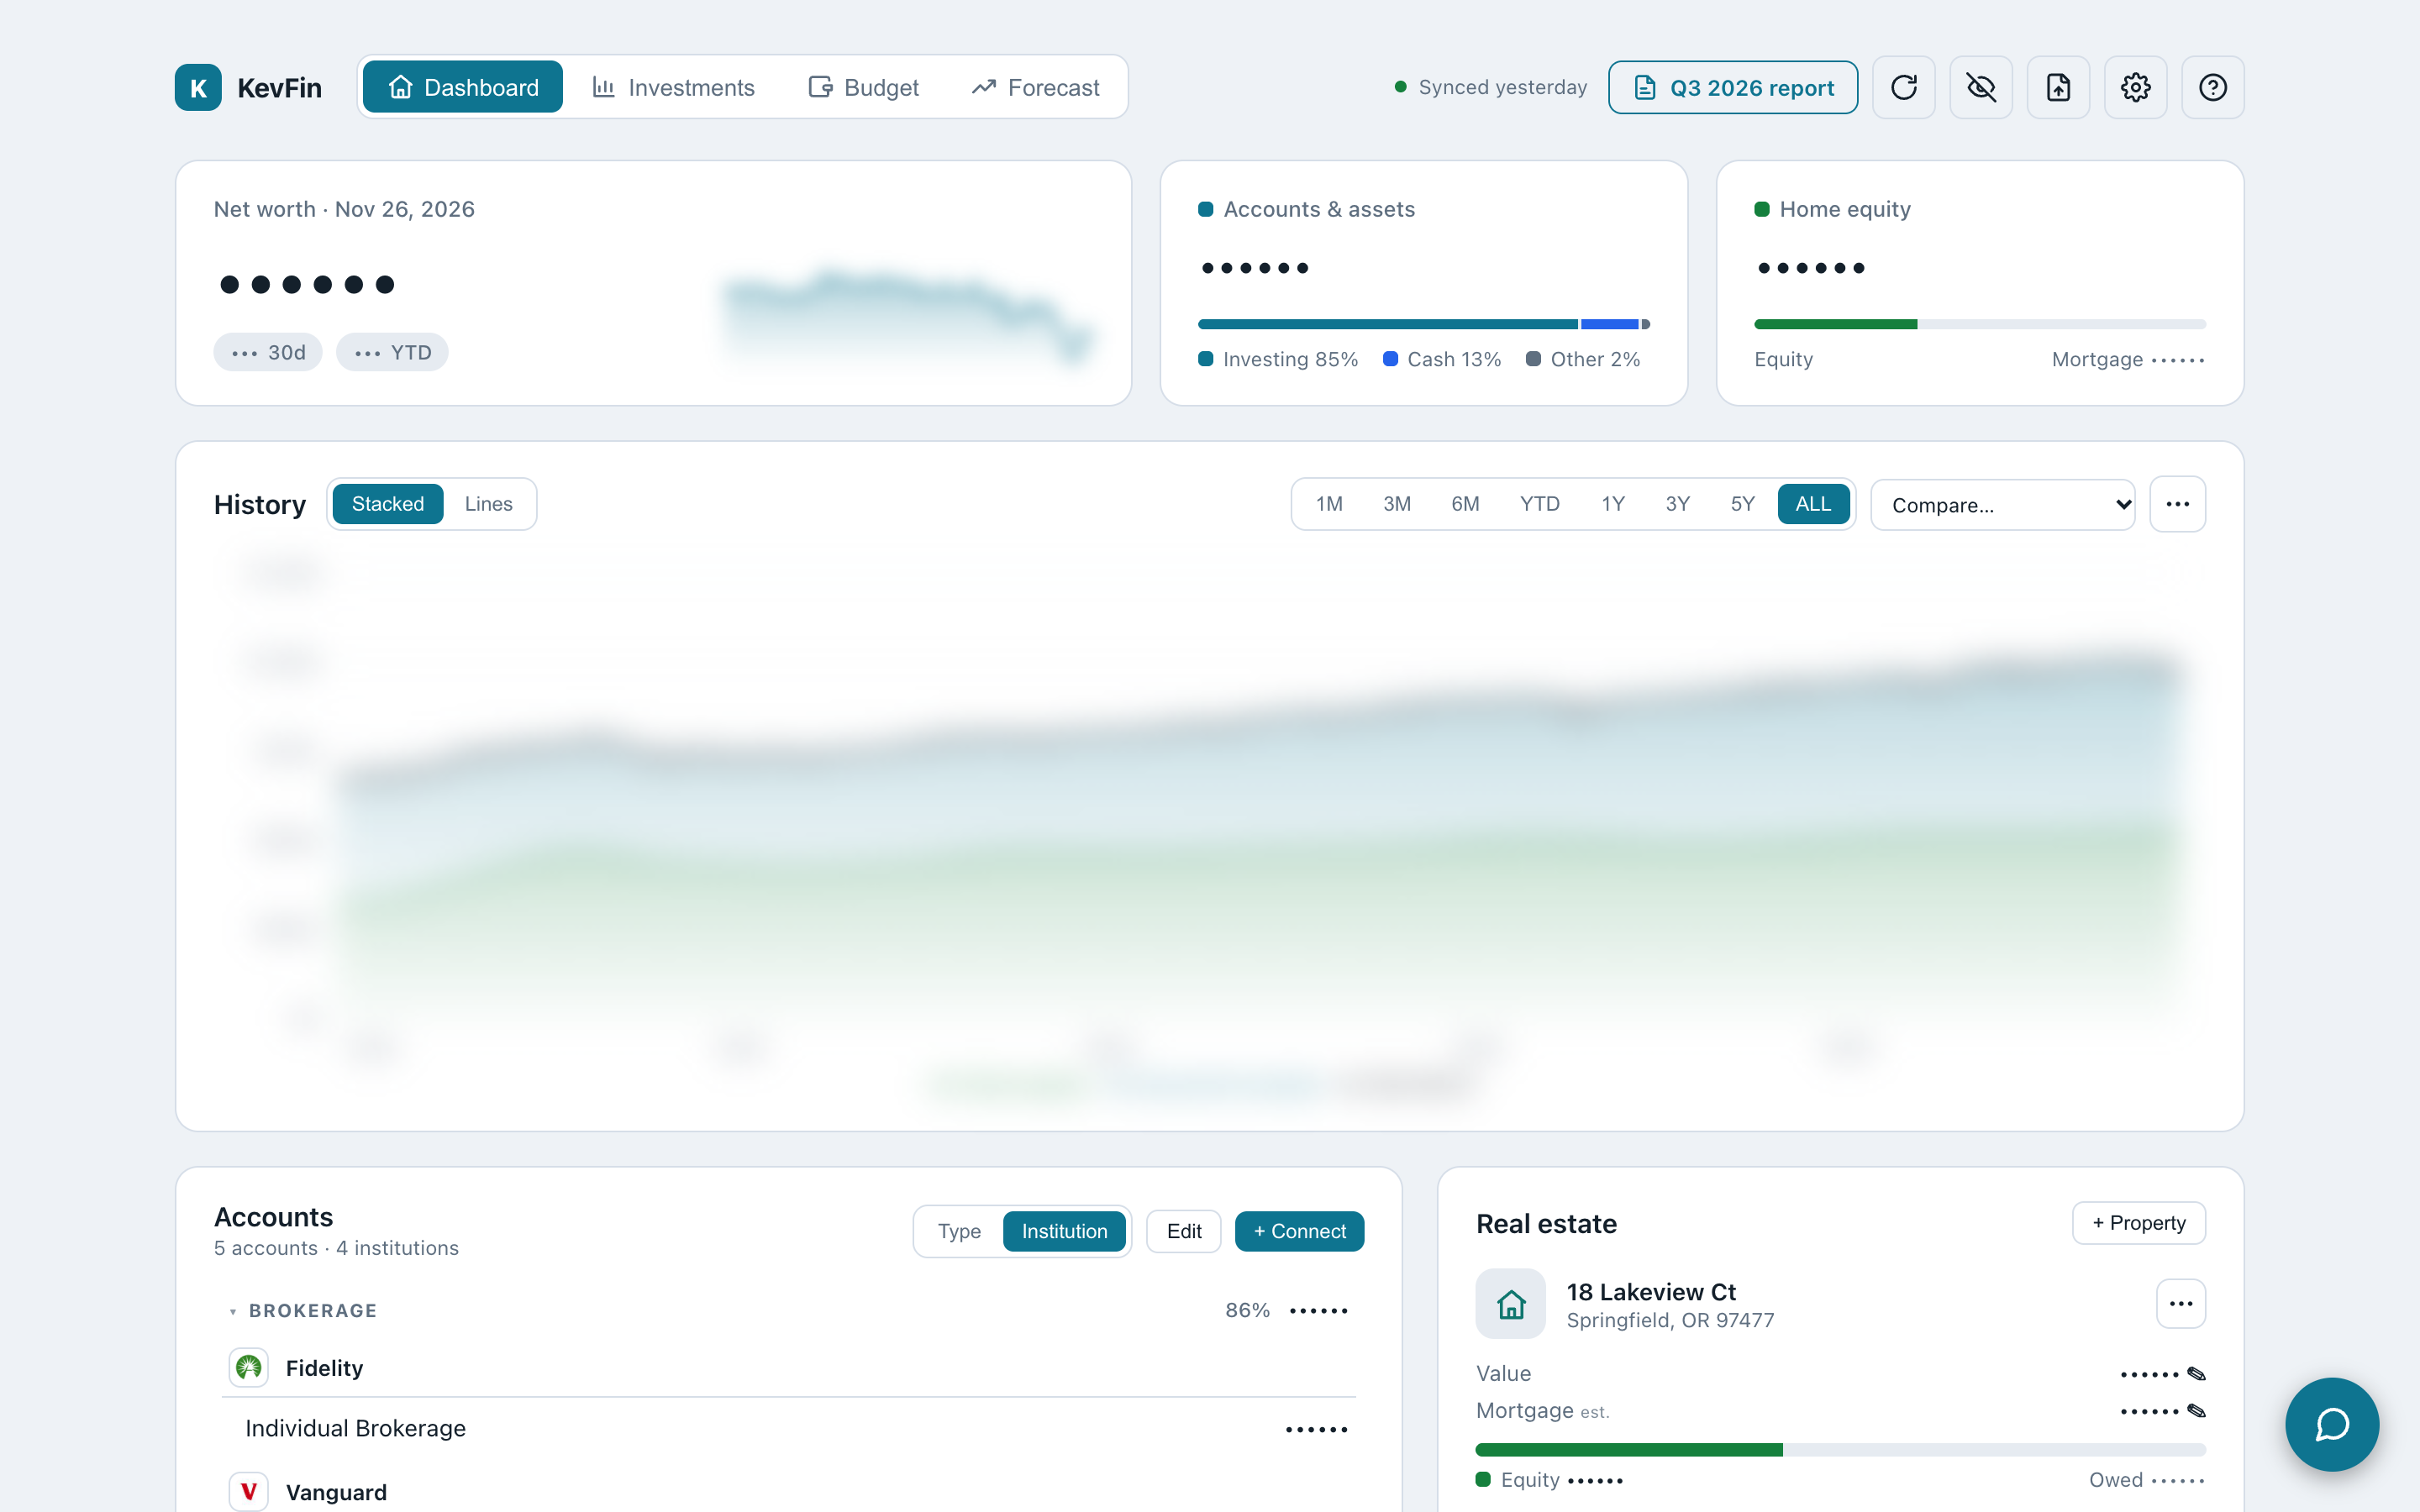 K KevFin Dashboard Investments Budget Forecast Synced yesterday Q3 2026 report
Net worth · Nov 26, 2026
••••••
••• 30d ••• YTD
Accounts & assets
••••••
Investing 85% Cash 13% Other 2%
Home equity
••••••
Equity Mortgage ••••••
History Stacked Lines 1M 3M 6M YTD 1Y 3Y 5Y ALL Compare... •••
Accounts
5 accounts · 4 institutions
Type Institution Edit + Connect
▾ BROKERAGE 86% ••••••
Fidelity
Individual Brokerage ••••••
V Vanguard
Real estate + Property
18 Lakeview Ct
Springfield, OR 97477
•••
Value ••••••
Mortgage est. ••••••
Equity •••••• Owed ••••••